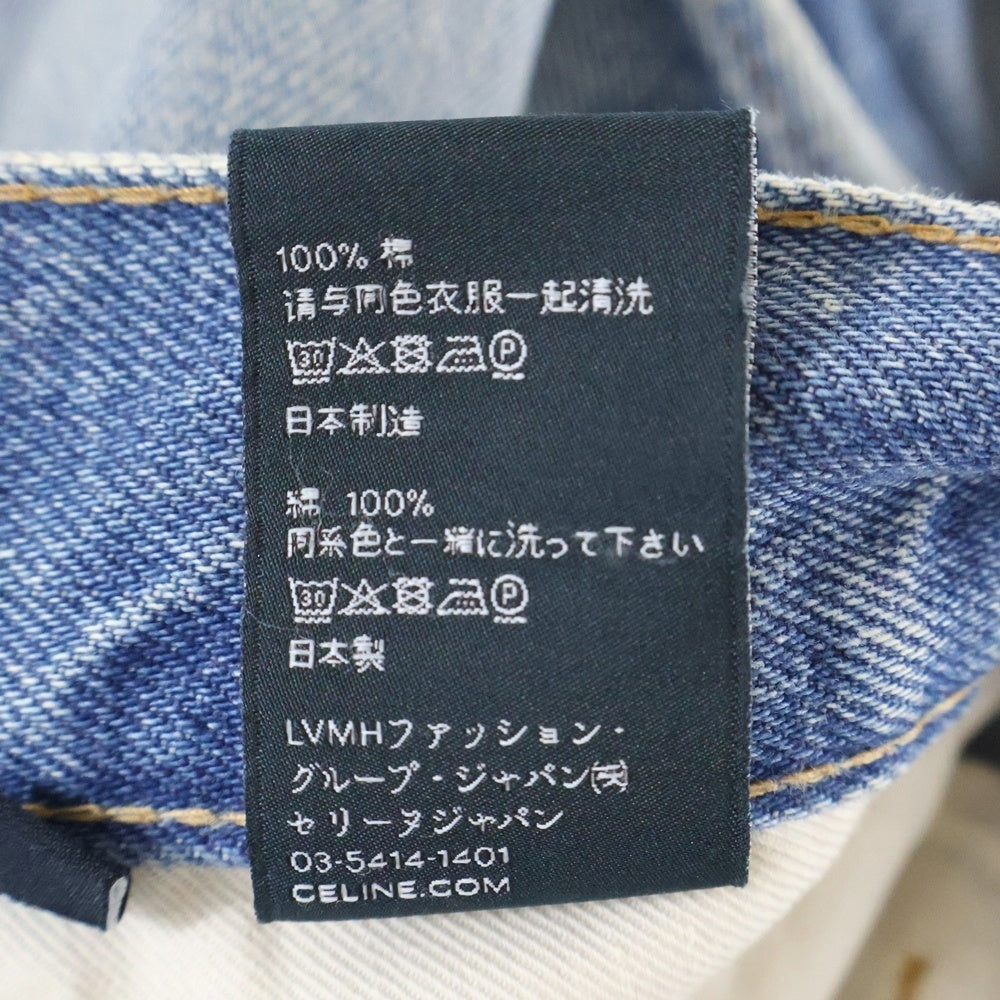 100% 棉
请与同色衣服一起清洗
30 P
日本制造
綿 100%
同系色と一緒に洗って下さい
30 P
日本製
LVMHファッション・
グループ・ジャパン㈱
セリーヌジャパン
03-5414-1401
CELINE.COM